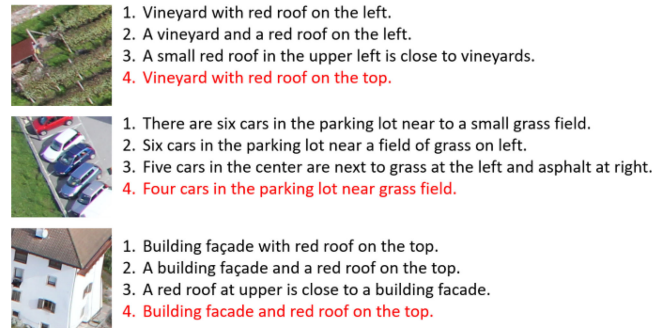 1. Vineyard with red roof on the left.
2. A vineyard and a red roof on the left.
3. A small red roof in the upper left is close to vineyards.
4. Vineyard with red roof on the top.
1. There are six cars in the parking lot near to a small grass field.
2. Six cars in the parking lot near a field of grass on left.
3. Five cars in the center are next to grass at the left and asphalt at right.
4. Four cars in the parking lot near grass field.
1. Building façade with red roof on the top.
2. A building façade and a red roof on the top.
3. A red roof at upper is close to a building facade.
4. Building facade and red roof on the top.